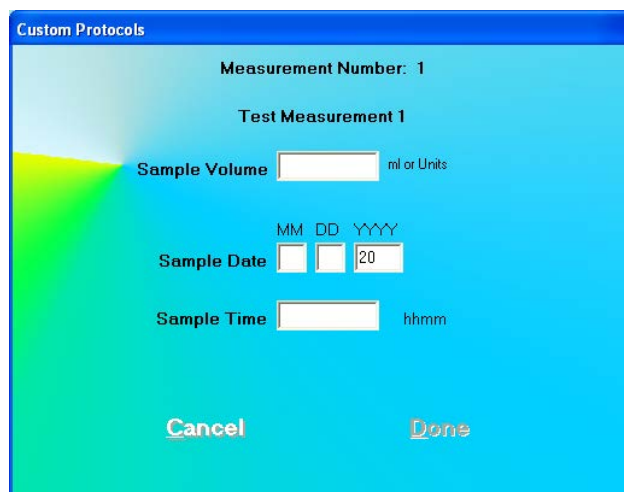 Custom Protocols
Measurement Number: 1
Test Measurement 1
Sample Volume ml or Units
MM DD YYYY
Sample Date 20
Sample Time hhmm
Cancel Done